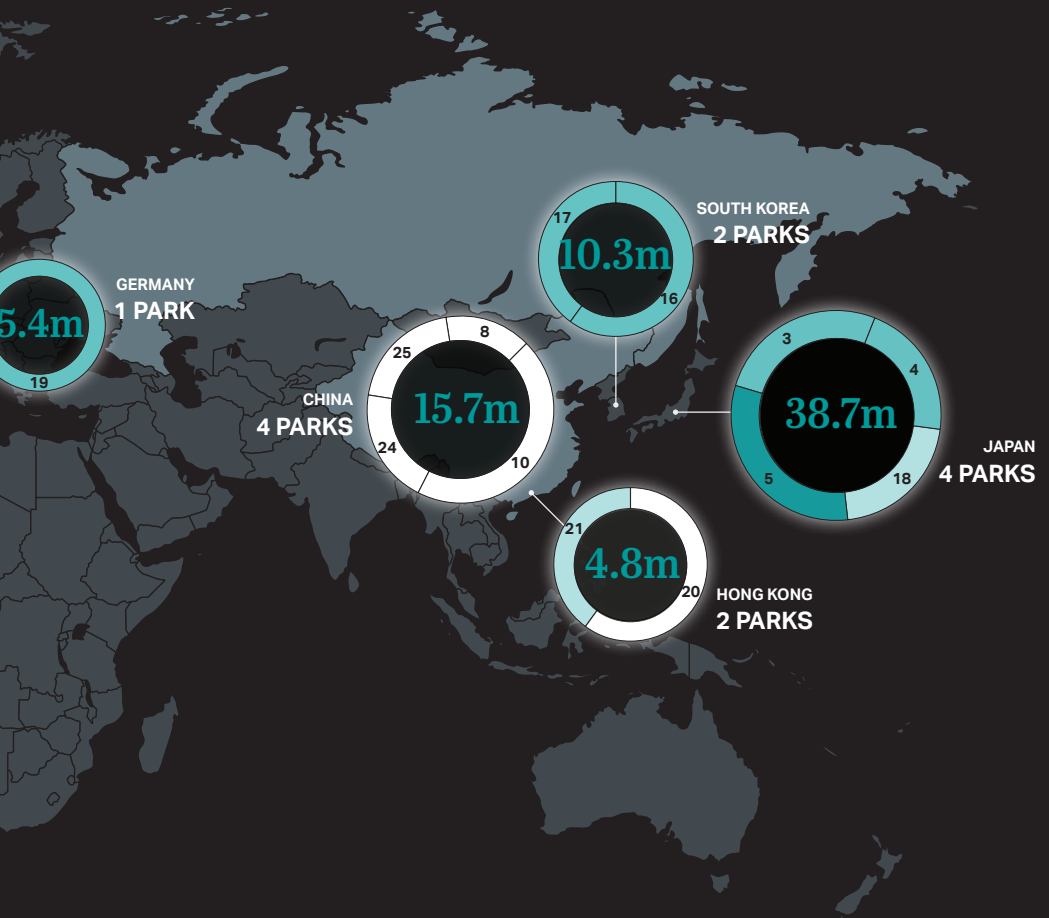 SOUTH KOREA
2 PARKS
17
10.3m
16
GERMANY
1 PARK
5.4m
19
CHINA
4 PARKS
8
25
15.7m
24
10
3
4
38.7m
5
18
JAPAN
4 PARKS
21
4.8m
20
HONG KONG
2 PARKS